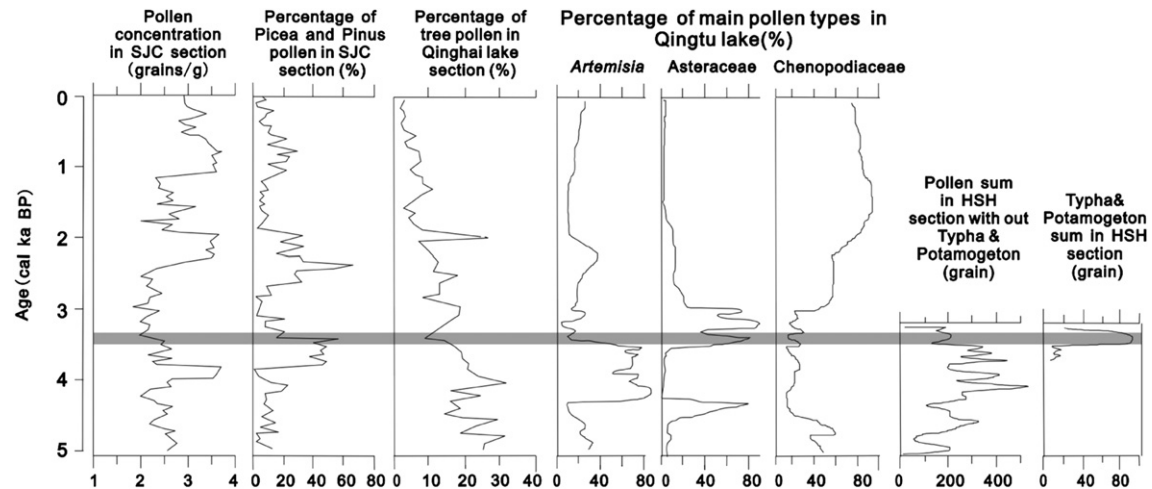 Pollen
concentration
in SJC section
(grains/g)
Percentage of
Picea and Pinus
pollen in SJC
section (%)
Percentage of
tree pollen in
Qinghai lake
section (%)
Percentage of main pollen types in
Qingtu lake(%)
Artemisia
Asteraceae
Chenopodiaceae
Pollen sum
in HSH
section with out
Typha &
Potamogeton
(grain)
Typha&
Potamogeton
sum in HSH
section
(grain)
Age (cal ka BP)
0
1
2
3
4
5
1 2 3 4
0 20 40 60 80
0 10 20 30 40
0 40 80
0 40 80
0 40 80
0 200 400
0 40 80